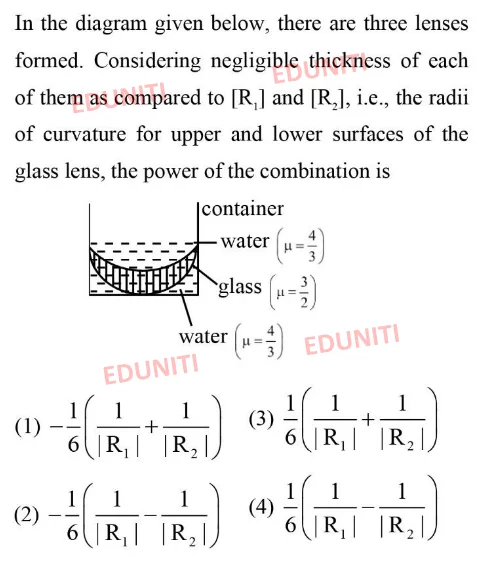 In the diagram given below, there are three lenses
formed. Considering negligible thickness of each
of them as compared to [R₁] and [R₂], i.e., the radii
of curvature for upper and lower surfaces of the
glass lens, the power of the combination is
EDUNITI
EDUNITI
container
water (μ = 4/3)
glass (μ = 3/2)
water (μ = 4/3)
EDUNITI
EDUNITI
(1) −1/6 (1/|R₁| + 1/|R₂|) (3) 1/6 (1/|R₁| + 1/|R₂|)
(2) −1/6 (1/|R₁| − 1/|R₂|) (4) 1/6 (1/|R₁| − 1/|R₂|)